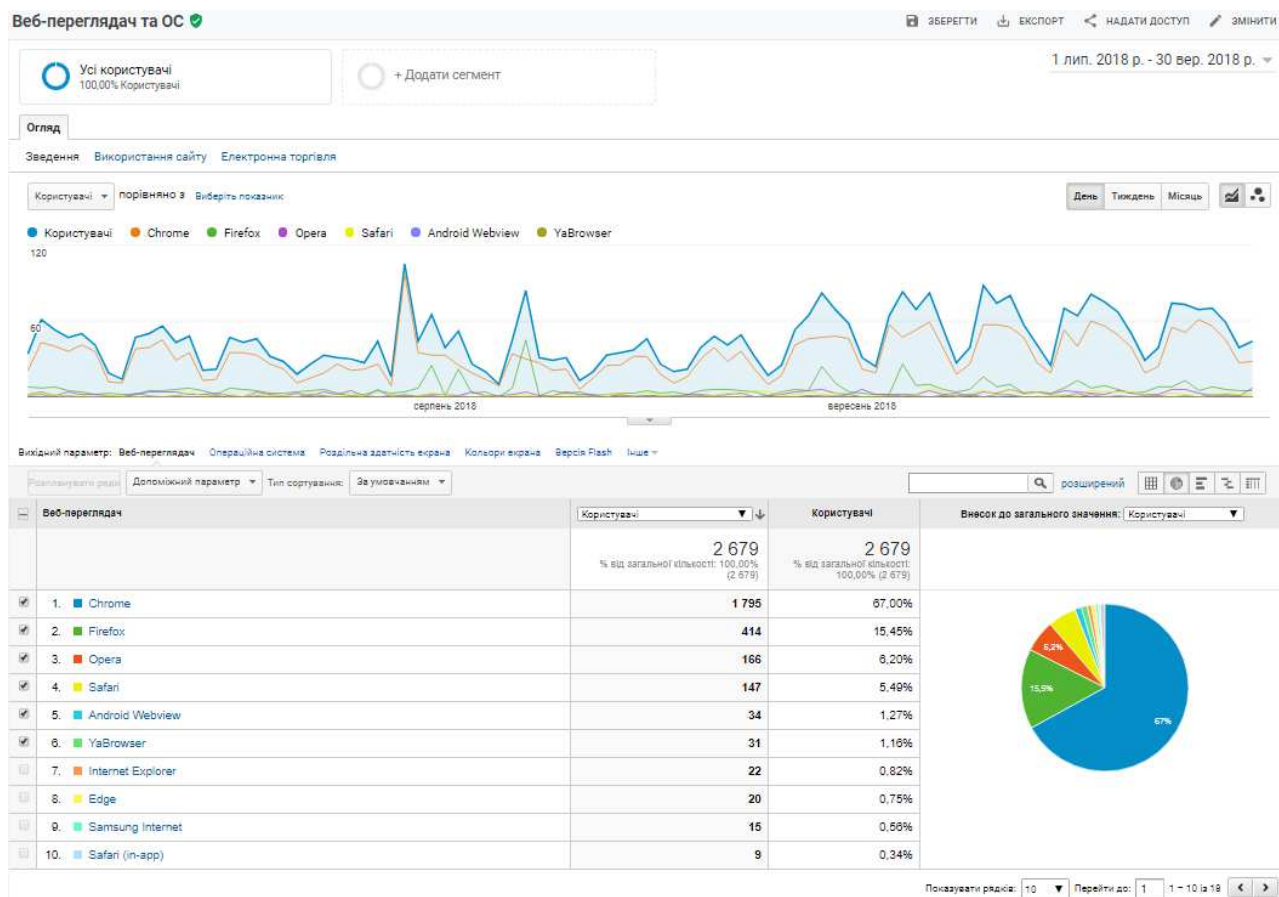 Веб-переглядач та ОС
ЗБЕРЕГТИ ЕКСПОРТ НАДАТИ ДОСТУП ЗМІНИТИ
Усі користувачі
100,00% Користувачі
+ Додати сегмент
1 лип. 2018 р. - 30 вер. 2018 р.
Огляд
Зведення Використання сайту Електронна торгівля
Користувачі порівняно з Виберіть показник
День Тиждень Місяць
Користувачі Chrome Firefox Opera Safari Android Webview YaBrowser
120
60
серпень 2018 вересень 2018
Вихідний параметр: Веб-переглядач Операційна система Роздільна здатність екрана Кольори екрана Версія Flash Інше
Розпланувати ряди Допоміжний параметр Тип сортування: За умовчанням розширений
Веб-переглядач Користувачі Користувачі Внесок до загального значення: Користувачі
2 679 2 679
% від загальної кількості: 100,00% % від загальної кількості:
(2 679) 100,00% (2 679)
1. Chrome 1 795 67,00%
2. Firefox 414 15,45%
3. Opera 166 6,20%
4. Safari 147 5,49%
5. Android Webview 34 1,27%
6. YaBrowser 31 1,16%
7. Internet Explorer 22 0,82%
8. Edge 20 0,75%
9. Samsung Internet 15 0,56%
10. Safari (in-app) 9 0,34%
6,2%
15,5%
67%
Показувати рядків: 10 Перейти до: 1 1 – 10 із 19